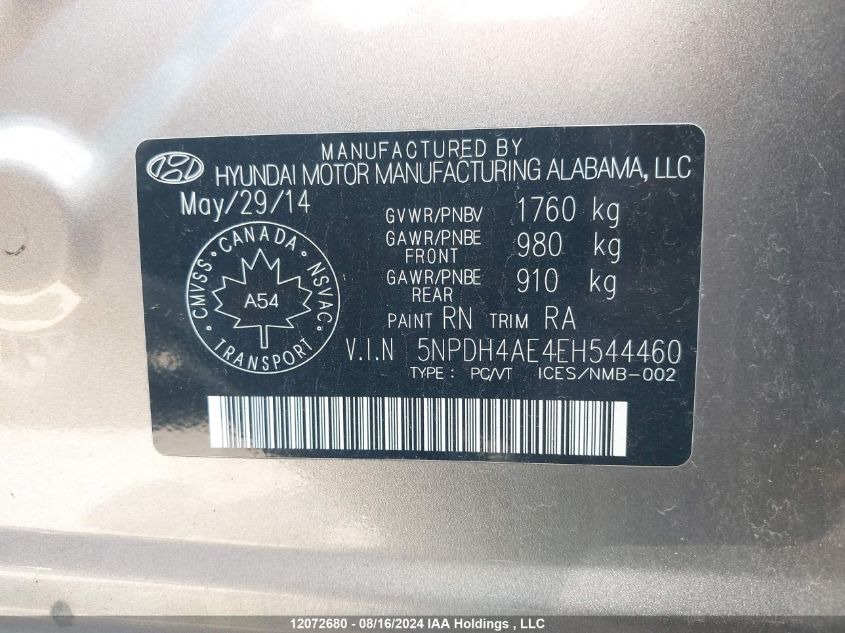 MANUFACTURED BY
HYUNDAI MOTOR MANUFACTURING ALABAMA, LLC
May/29/14
GVWR/PNBV 1760 kg
GAWR/PNBE FRONT 980 kg
GAWR/PNBE REAR 910 kg
CMVSS · CANADA · NSVAC
A54
TRANSPORT
PAINT RN TRIM RA
V.I.N 5NPDH4AE4EH544460
TYPE : PC/VT ICES/NMB-002
12072680 - 08/16/2024 IAA Holdings , LLC